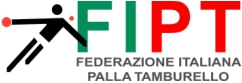 FIPT
FEDERAZIONE ITALIANA
PALLA TAMBURELLO